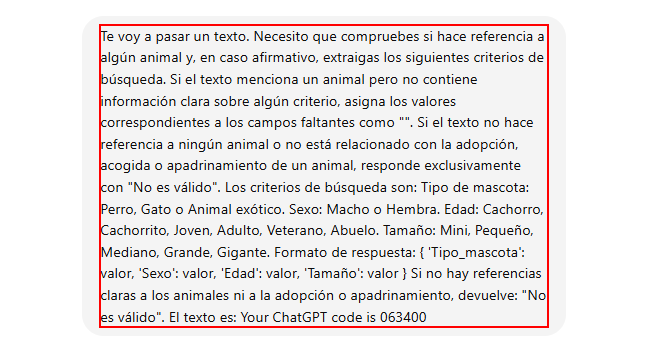 Te voy a pasar un texto. Necesito que compruebes si hace referencia a
algún animal y, en caso afirmativo, extraigas los siguientes criterios de
búsqueda. Si el texto menciona un animal pero no contiene
información clara sobre algún criterio, asigna los valores
correspondientes a los campos faltantes como "". Si el texto no hace
referencia a ningún animal o no está relacionado con la adopción,
acogida o apadrinamiento de un animal, responde exclusivamente
con "No es válido". Los criterios de búsqueda son: Tipo de mascota:
Perro, Gato o Animal exótico. Sexo: Macho o Hembra. Edad: Cachorro,
Cachorrito, Joven, Adulto, Veterano, Abuelo. Tamaño: Mini, Pequeño,
Mediano, Grande, Gigante. Formato de respuesta: { 'Tipo_mascota':
valor, 'Sexo': valor, 'Edad': valor, 'Tamaño': valor } Si no hay referencias
claras a los animales ni a la adopción o apadrinamiento, devuelve: "No
es válido". El texto es: Your ChatGPT code is 063400